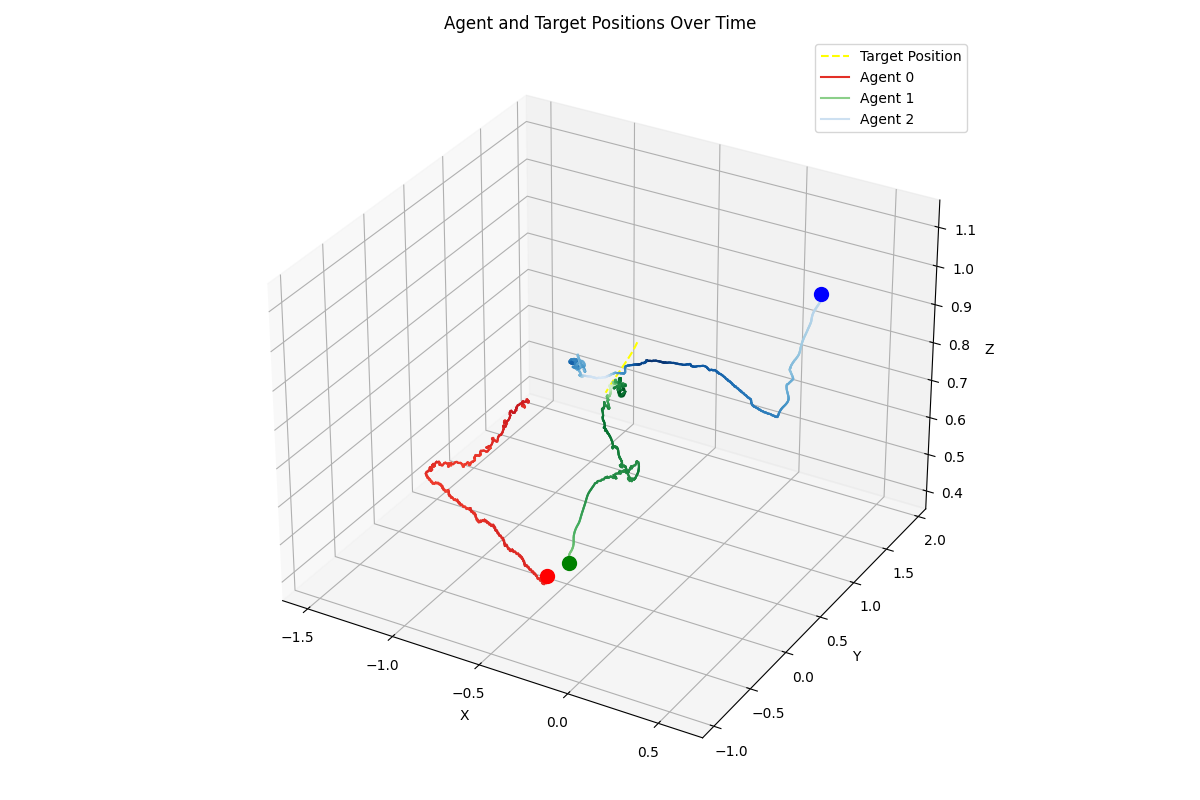 Agent and Target Positions Over Time
Target Position
Agent 0
Agent 1
Agent 2
1.1
1.0
0.9
0.8
Z
0.7
0.6
0.5
0.4
2.0
1.5
1.0
0.5
Y
0.0
−0.5
−1.0
−1.5
−1.0
−0.5
X
0.0
0.5